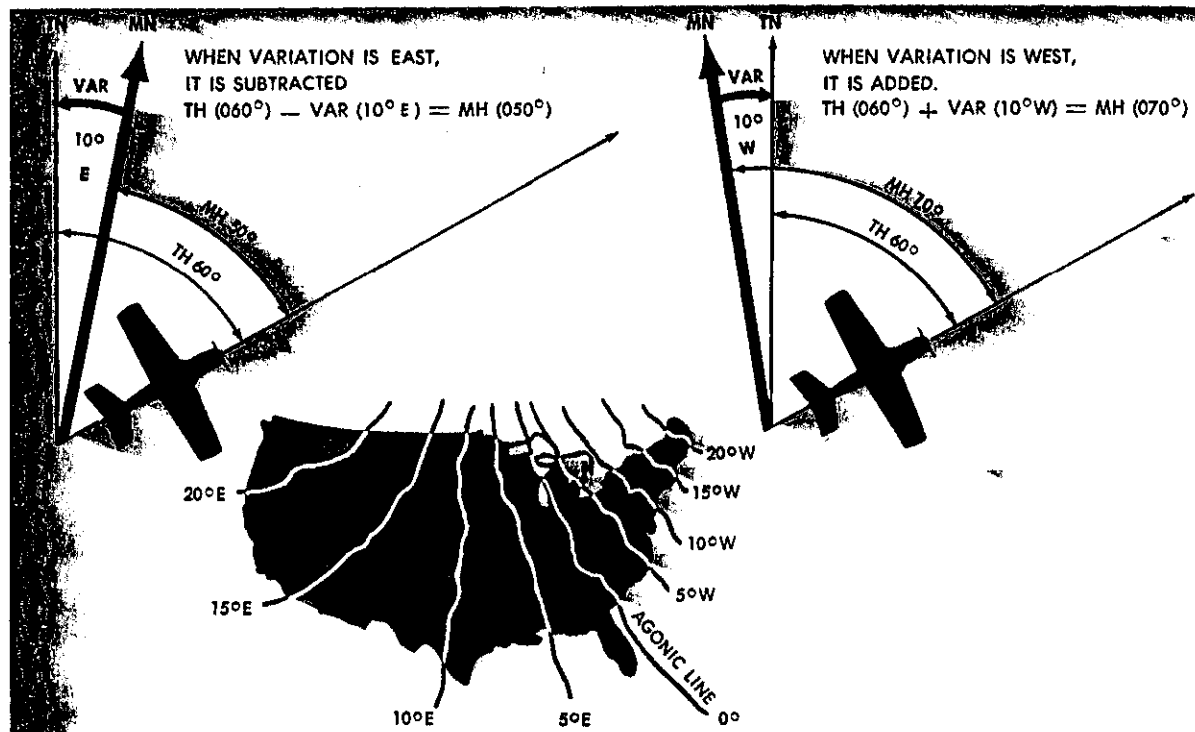 TN MN
WHEN VARIATION IS EAST,
IT IS SUBTRACTED
TH (060°) — VAR (10° E) = MH (050°)
VAR
10°
E
MH 50°
TH 60°
MN TN
WHEN VARIATION IS WEST,
IT IS ADDED.
TH (060°) + VAR (10°W) = MH (070°)
VAR
10°
W
MH 70°
TH 60°
20°E
15°E
10°E
5°E
0°
AGONIC LINE
5°W
10°W
15°W
20°W